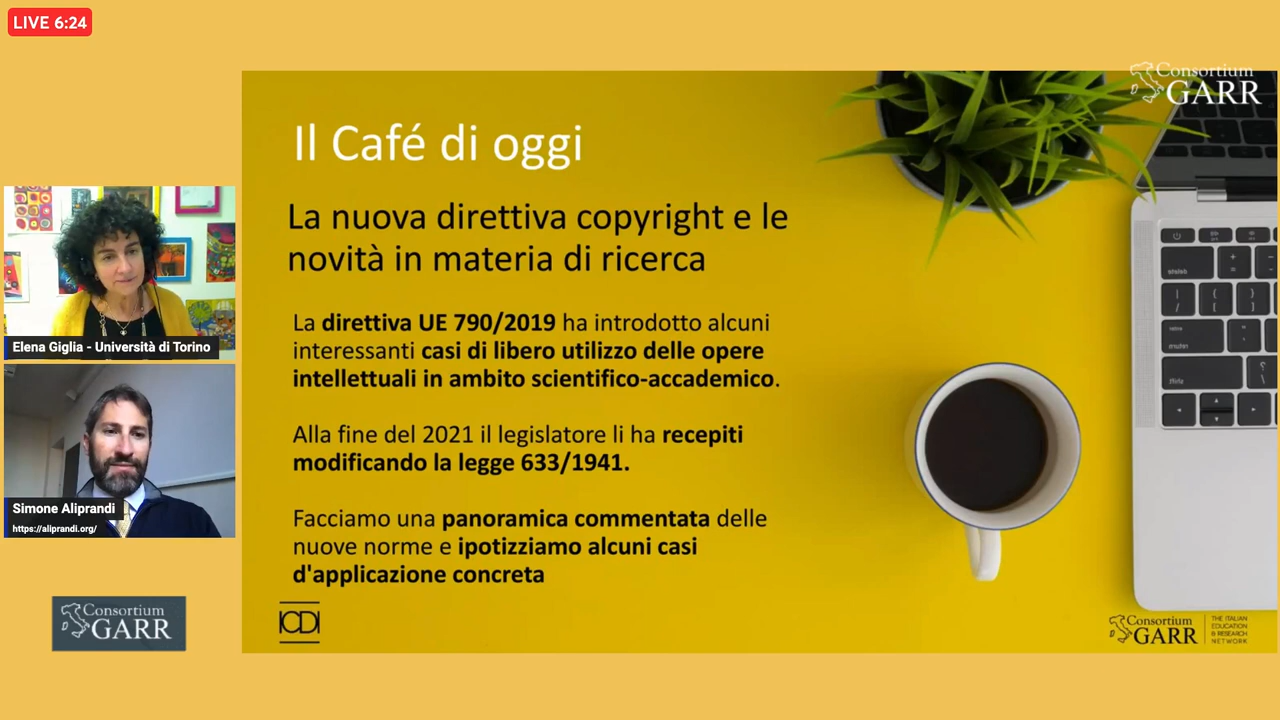 LIVE 6:24
Consortium
GARR
Il Café di oggi
La nuova direttiva copyright e le
novità in materia di ricerca
La direttiva UE 790/2019 ha introdotto alcuni
interessanti casi di libero utilizzo delle opere
intellettuali in ambito scientifico-accademico.
Alla fine del 2021 il legislatore li ha recepiti
modificando la legge 633/1941.
Facciamo una panoramica commentata delle
nuove norme e ipotizziamo alcuni casi
d'applicazione concreta
Elena Giglia - Università di Torino
Simone Aliprandi
https://aliprandi.org/
Consortium
GARR
ICDI
Consortium
GARR
THE ITALIAN
EDUCATION
& RESEARCH
NETWORK